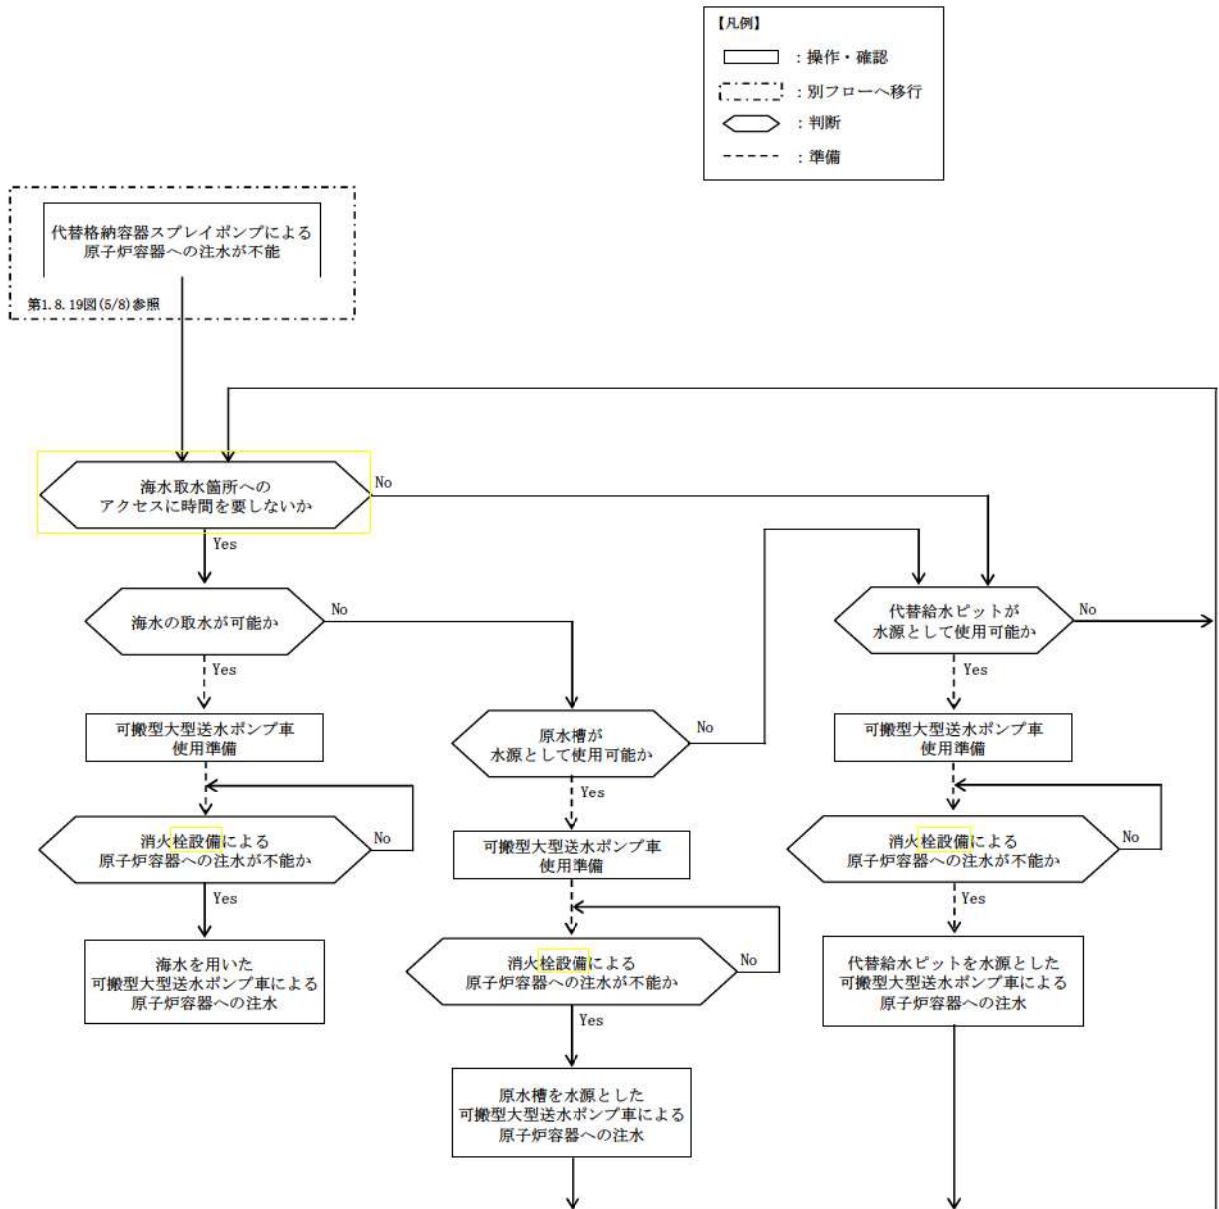 【凡例】
：操作・確認
：別フローへ移行
：判断
：準備
代替格納容器スプレイポンプによる
原子炉容器への注水が不能
第1.8.19図(5/8)参照
海水取水箇所への
アクセスに時間を要しないか
No
Yes
海水の取水が可能か
No
Yes
可搬型大型送水ポンプ車
使用準備
消火栓設備による
原子炉容器への注水が不能か
No
Yes
海水を用いた
可搬型大型送水ポンプ車による
原子炉容器への注水
原水槽が
水源として使用可能か
No
Yes
可搬型大型送水ポンプ車
使用準備
消火栓設備による
原子炉容器への注水が不能か
No
Yes
原水槽を水源とした
可搬型大型送水ポンプ車による
原子炉容器への注水
代替給水ピットが
水源として使用可能か
No
Yes
可搬型大型送水ポンプ車
使用準備
消火栓設備による
原子炉容器への注水が不能か
No
Yes
代替給水ピットを水源とした
可搬型大型送水ポンプ車による
原子炉容器への注水